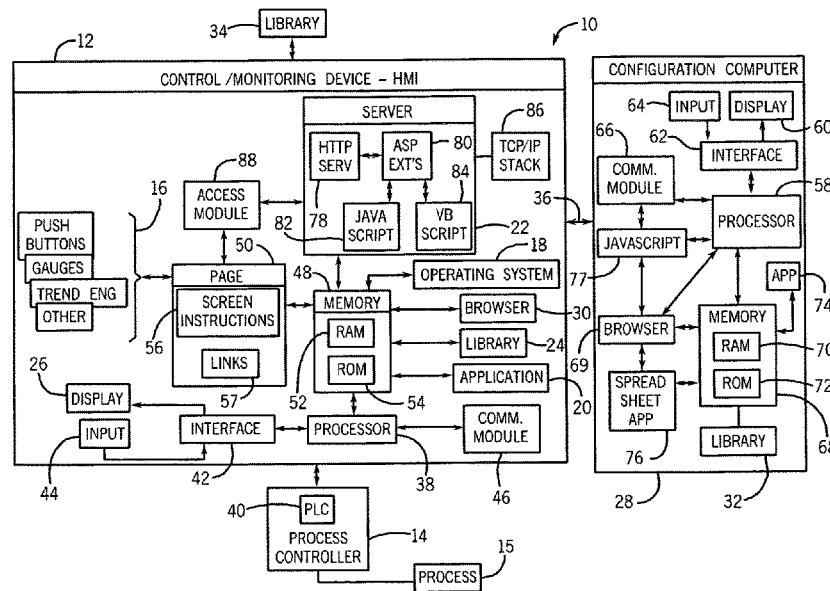 12
34
LIBRARY
10
CONTROL/MONITORING DEVICE - HMI
SERVER
HTTP
SERV
78
ASP
EXT'S
80
JAVA
SCRIPT
82
VB
SCRIPT
84
22
86
TCP/IP
STACK
88
ACCESS
MODULE
16
PUSH
BUTTONS
GAUGES
TREND ENG
OTHER
50
PAGE
SCREEN
INSTRUCTIONS
56
LINKS
57
48
MEMORY
RAM
52
ROM
54
18
OPERATING SYSTEM
BROWSER
30
LIBRARY
24
APPLICATION
20
26
DISPLAY
INPUT
44
INTERFACE
42
PROCESSOR
38
COMM.
MODULE
46
36
40
PLC
PROCESS
CONTROLLER
14
PROCESS
15
CONFIGURATION COMPUTER
64
INPUT
DISPLAY
60
62
INTERFACE
66
COMM.
MODULE
58
PROCESSOR
JAVASCRIPT
77
APP
74
BROWSER
69
MEMORY
RAM
70
ROM
72
68
SPREAD
SHEET
APP
76
LIBRARY
32
28